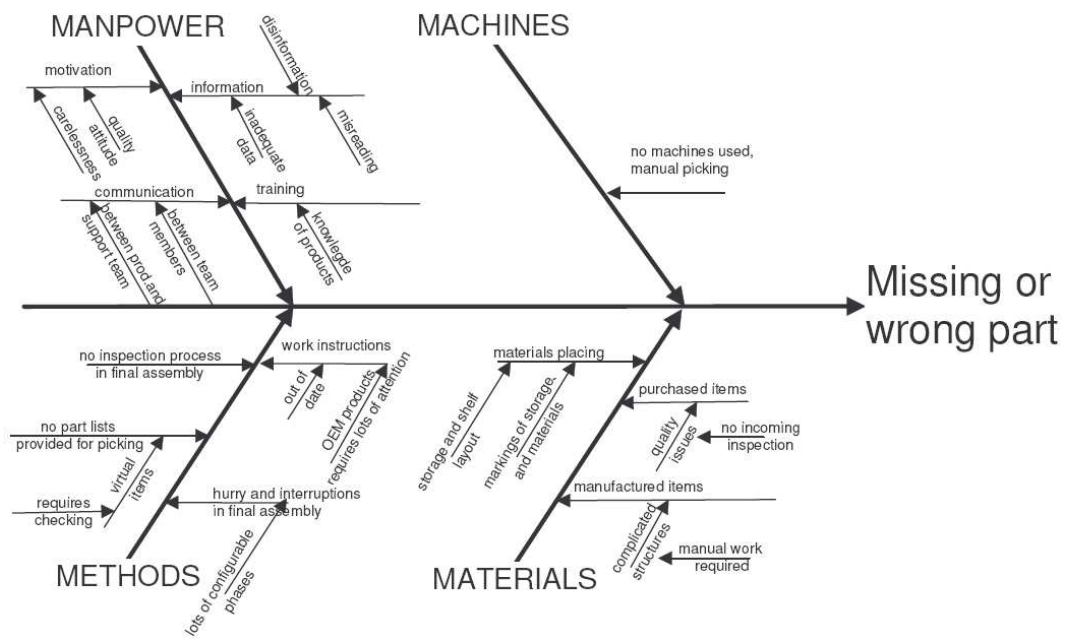 MANPOWER
MACHINES
motivation
carelessness
quality
attitude
information
disinformation
inadequate
data
misreading
communication
between prod.and
support team
between team
members
training
knowlegde
of products
no machines used,
manual picking
Missing or
wrong part
no inspection process
in final assembly
work instructions
out of
date
OEM products,
requires lots of attention
no part lists
provided for picking
virtual
items
requires
checking
hurry and interruptions
in final assembly
lots of configurable
phases
METHODS
materials placing
storage and shelf
layout
markings of storage,
and materials
purchased items
quality
issues
no incoming
inspection
manufactured items
complicated
structures
manual work
required
MATERIALS